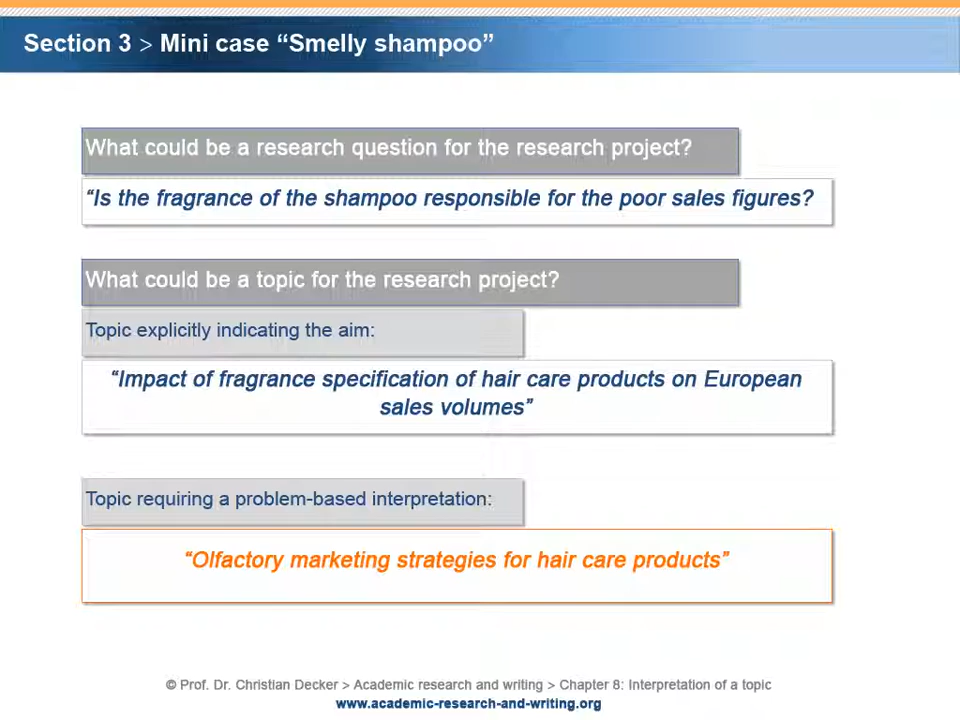 Section 3 > Mini case “Smelly shampoo”
What could be a research question for the research project?
“Is the fragrance of the shampoo responsible for the poor sales figures?
What could be a topic for the research project?
Topic explicitly indicating the aim:
“Impact of fragrance specification of hair care products on European
sales volumes”
Topic requiring a problem-based interpretation:
“Olfactory marketing strategies for hair care products”
© Prof. Dr. Christian Decker > Academic research and writing > Chapter 8: Interpretation of a topic
www.academic-research-and-writing.org